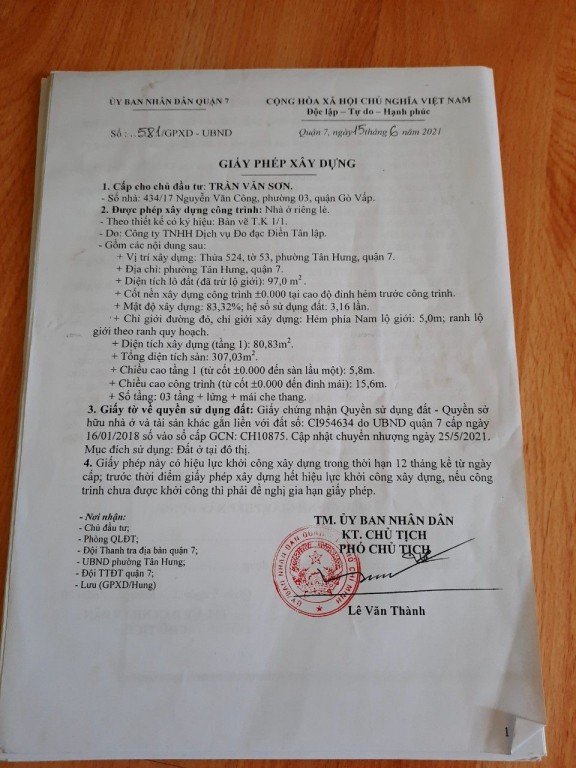 ỦY BAN NHÂN DÂN QUẬN 7
CỘNG HÒA XÃ HỘI CHỦ NGHĨA VIỆT NAM
Độc lập – Tự do – Hạnh phúc
Số : ..581/GPXD - UBND
Quận 7, ngày 15 tháng 6 năm 2021
GIẤY PHÉP XÂY DỰNG
1. Cấp cho chủ đầu tư: TRẦN VĂN SƠN.
- Số nhà: 434/17 Nguyễn Văn Công, phường 03, quận Gò Vấp.
2. Được phép xây dựng công trình: Nhà ở riêng lẻ.
- Theo thiết kế có ký hiệu: Bản vẽ T.K 1/1.
- Do: Công ty TNHH Dịch vụ Đo đạc Điền Tân lập.
- Gồm các nội dung sau:
+ Vị trí xây dựng: Thửa 524, tờ 53, phường Tân Hưng, quận 7.
+ Địa chỉ: phường Tân Hưng, quận 7.
+ Diện tích lô đất (đã trừ lộ giới): 97,0 m².
+ Cốt nền xây dựng công trình ±0.000 tại cao độ đỉnh hẻm trước công trình.
+ Mật độ xây dựng: 83,32%; hệ số sử dụng đất: 3,16 lần.
+ Chỉ giới đường đỏ, chỉ giới xây dựng: Hẻm phía Nam lộ giới: 5,0m; ranh lộ
giới theo ranh quy hoạch.
+ Diện tích xây dựng (tầng 1): 80,83m².
+ Tổng diện tích sàn: 307,03m².
+ Chiều cao tầng 1 (từ cốt ±0.000 đến sàn lầu một): 5,8m.
+ Chiều cao công trình (từ cốt ±0.000 đến đỉnh mái): 15,6m.
+ Số tầng: 03 tầng + lửng + mái che thang.
3. Giấy tờ về quyền sử dụng đất: Giấy chứng nhận Quyền sử dụng đất - Quyền sở
hữu nhà ở và tài sản khác gắn liền với đất số: CI954634 do UBND quận 7 cấp ngày
16/01/2018 số vào sổ cấp GCN: CH10875. Cập nhật chuyển nhượng ngày 25/5/2021.
Mục đích sử dụng: Đất ở tại đô thị.
4. Giấy phép này có hiệu lực khởi công xây dựng trong thời hạn 12 tháng kể từ ngày
cấp; trước thời điểm giấy phép xây dựng hết hiệu lực khởi công xây dựng, nếu công
trình chưa được khởi công thì phải đề nghị gia hạn giấy phép.
- Nơi nhận:
- Chủ đầu tư;
- Phòng QLĐT;
- Đội Thanh tra địa bàn quận 7;
- UBND phường Tân Hưng;
- Đội TTĐT quận 7;
- Lưu (GPXD/Hung)
TM. ỦY BAN NHÂN DÂN
KT. CHỦ TỊCH
PHÓ CHỦ TỊCH
Lê Văn Thành
1